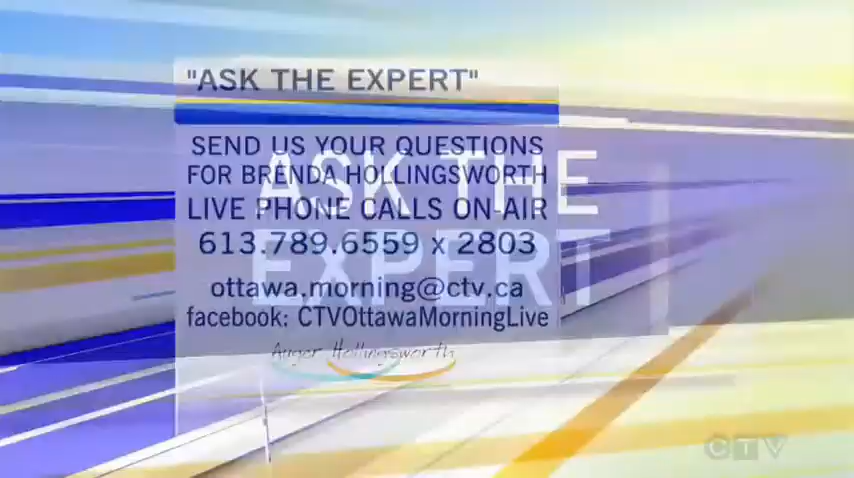 "ASK THE EXPERT"
SEND US YOUR QUESTIONS
FOR BRENDA HOLLINGSWORTH
LIVE PHONE CALLS ON-AIR
613.789.6559 x 2803
ottawa.morning@ctv.ca
facebook: CTVOttawaMorningLive
ASK THE
EXPERT
Auger Hollingsworth
CTV